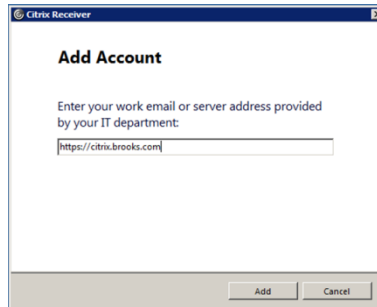 Citrix Receiver
Add Account
Enter your work email or server address provided
by your IT department:
https://citrix.brooks.com
Add
Cancel